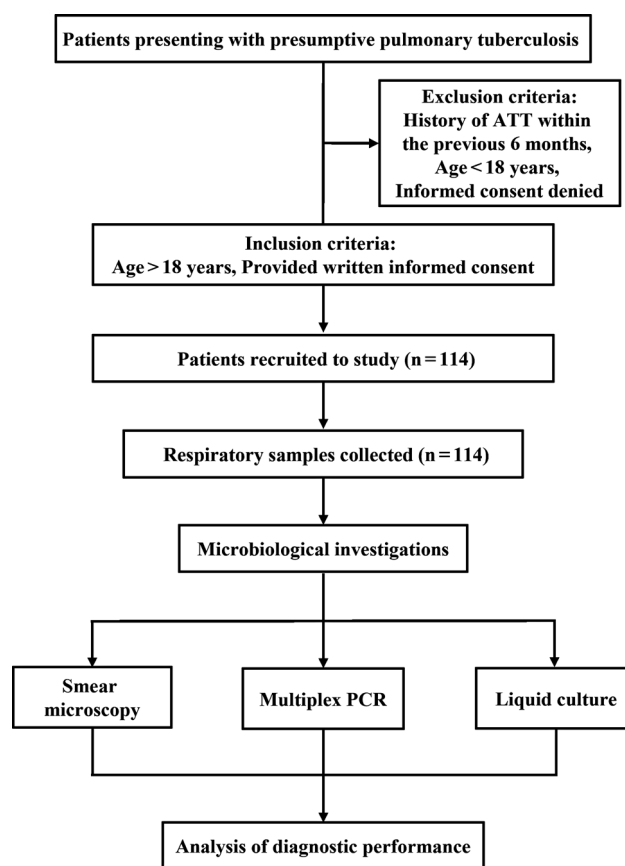 Patients presenting with presumptive pulmonary tuberculosis
Exclusion criteria:
History of ATT within
the previous 6 months,
Age < 18 years,
Informed consent denied
Inclusion criteria:
Age > 18 years, Provided written informed consent
Patients recruited to study (n = 114)
Respiratory samples collected (n = 114)
Microbiological investigations
Smear
microscopy
Multiplex PCR
Liquid culture
Analysis of diagnostic performance